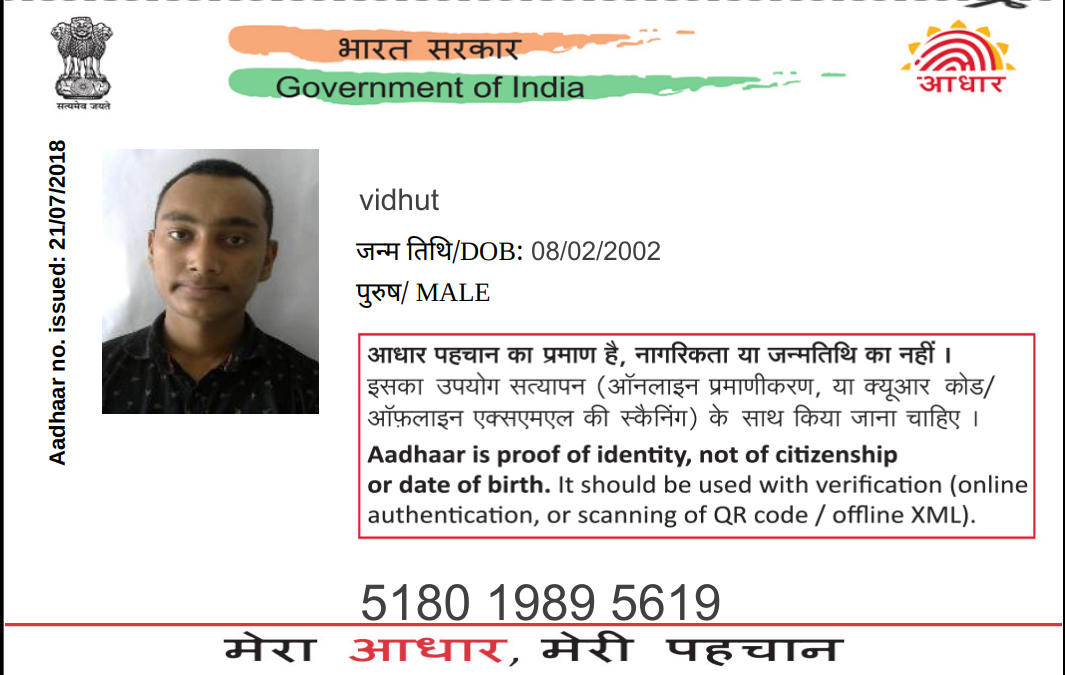 भारत सरकार
Government of India
सत्यमेव जयते
आधार
Aadhaar no. issued: 21/07/2018
vidhut
जन्म तिथि/DOB: 08/02/2002
पुरुष/ MALE
आधार पहचान का प्रमाण है, नागरिकता या जन्मतिथि का नहीं ।
इसका उपयोग सत्यापन (ऑनलाइन प्रमाणीकरण, या क्यूआर कोड/
ऑफ़लाइन एक्सएमएल की स्कैनिंग) के साथ किया जाना चाहिए ।
Aadhaar is proof of identity, not of citizenship
or date of birth. It should be used with verification (online
authentication, or scanning of QR code / offline XML).
5180 1989 5619
मेरा आधार, मेरी पहचान